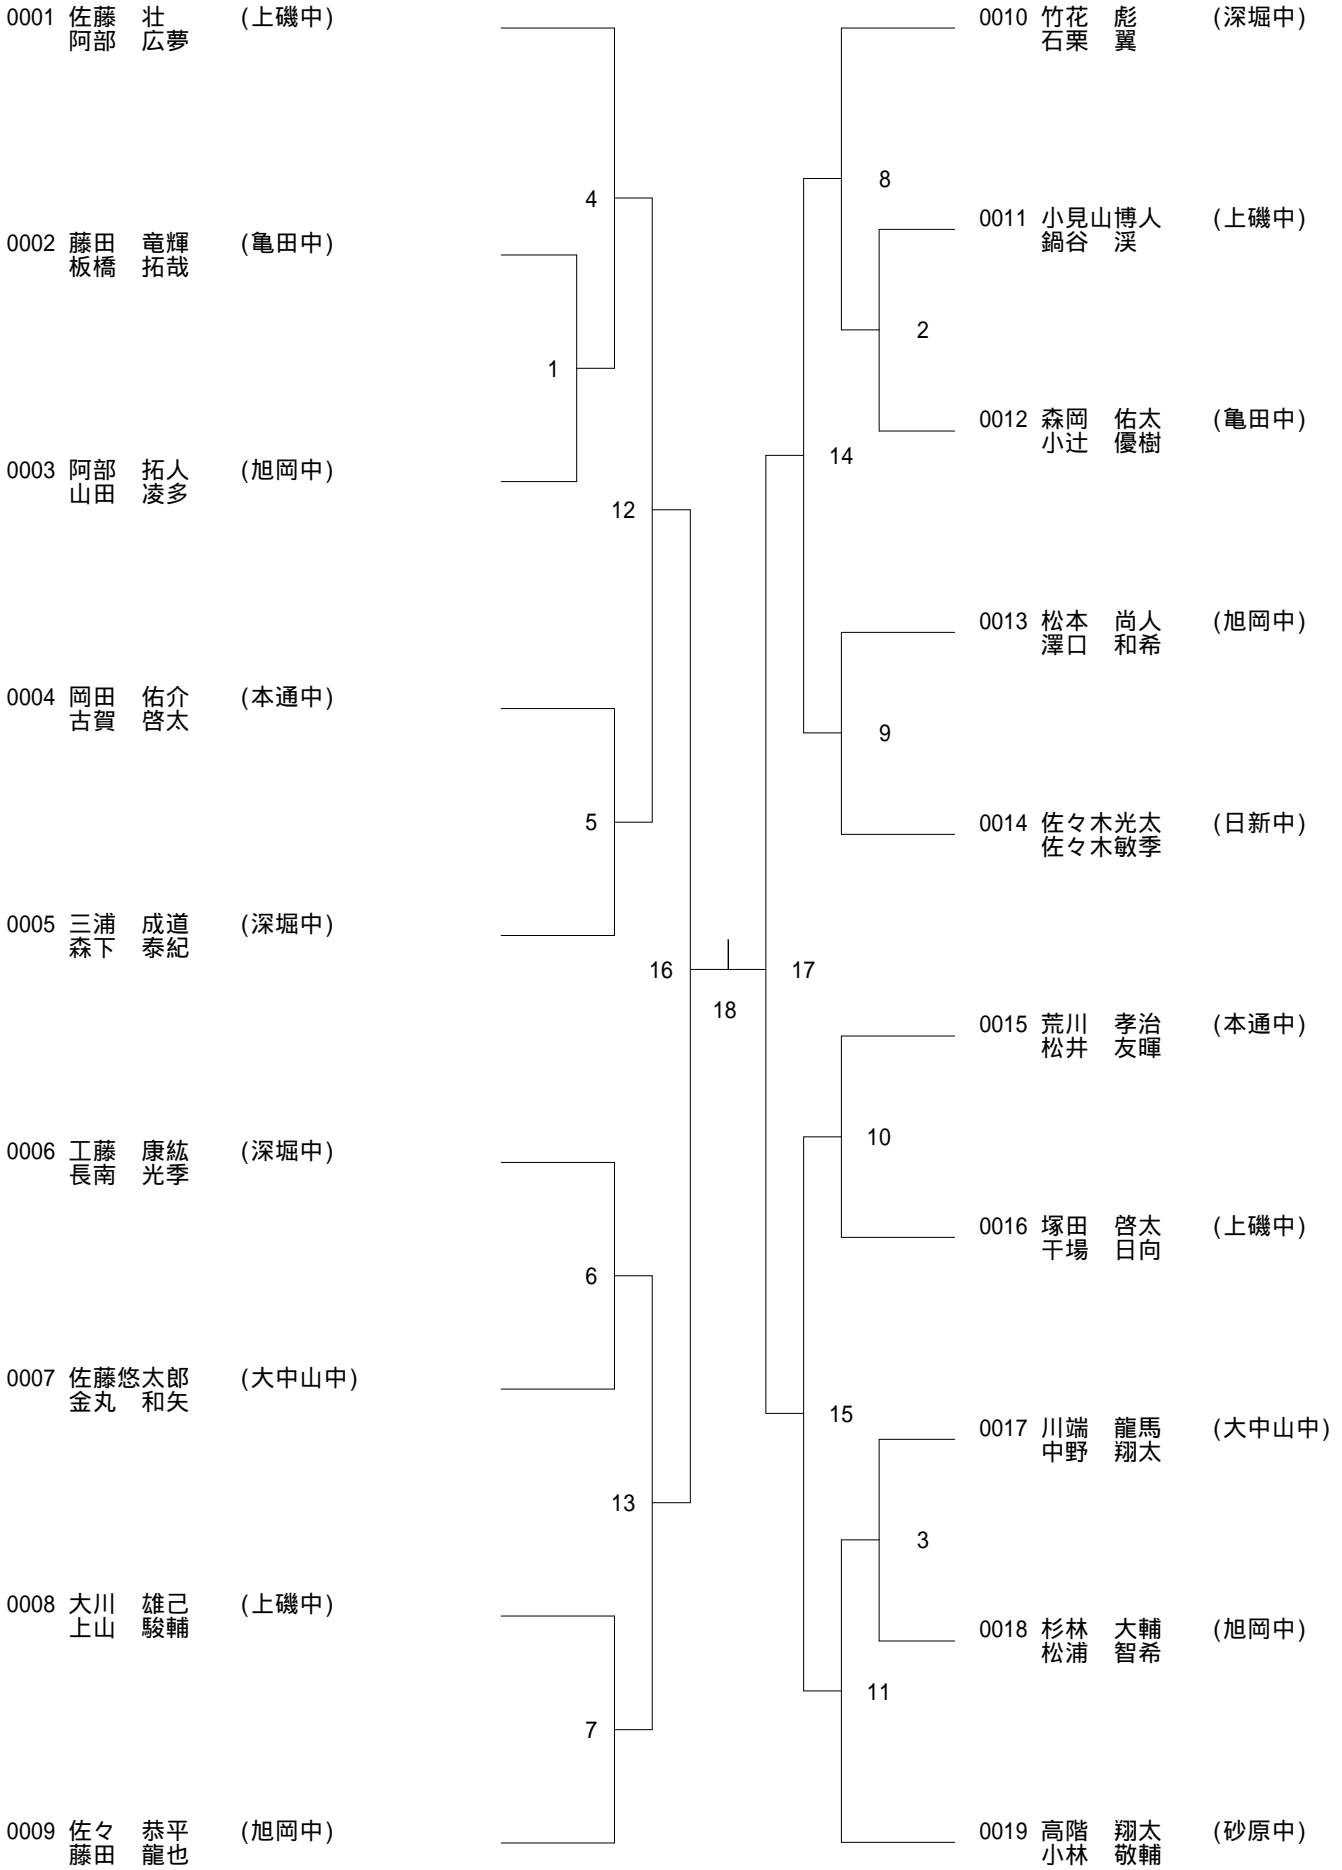 0001 佐藤　壮 (上磯中)
阿部　広夢
0002 藤田　竜輝 (亀田中)
板橋　拓哉
0003 阿部　拓人 (旭岡中)
山田　凌多
0004 岡田　佑介 (本通中)
古賀　啓太
0005 三浦　成道 (深堀中)
森下　泰紀
0006 工藤　康紘 (深堀中)
長南　光季
0007 佐藤悠太郎 (大中山中)
金丸　和矢
0008 大川　雄己 (上磯中)
上山　駿輔
0009 佐々　恭平 (旭岡中)
藤田　龍也
4
1
12
5
16
6
13
7
18
0010 竹花　彪 (深堀中)
石栗　翼
0011 小見山博人 (上磯中)
鍋谷　渓
0012 森岡　佑太 (亀田中)
小辻　優樹
0013 松本　尚人 (旭岡中)
澤口　和希
0014 佐々木光太 (日新中)
佐々木敏季
0015 荒川　孝治 (本通中)
松井　友暉
0016 塚田　啓太 (上磯中)
干場　日向
0017 川端　龍馬 (大中山中)
中野　翔太
0018 杉林　大輔 (旭岡中)
松浦　智希
0019 高階　翔太 (砂原中)
小林　敬輔
8
2
14
9
17
10
15
3
11